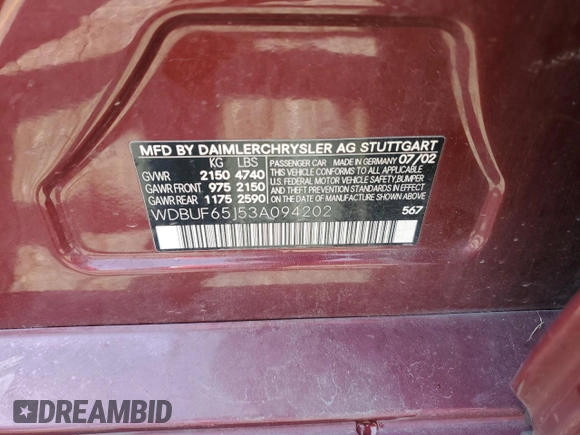 MFD BY DAIMLERCHRYSLER AG STUTTGART
KG LBS PASSENGER CAR MADE IN GERMANY 07/02
GVWR 2150 4740 THIS VEHICLE CONFORMS TO ALL APPLICABLE
GAWR FRONT 975 2150 U.S. FEDERAL MOTOR VEHICLE SAFETY, BUMPER
GAWR REAR 1175 2590 AND THEFT PREVENTION STANDARDS IN EFFECT
ON THE DATE OF MANUFACTURE SHOWN ABOVE
WDBUF65J53A094202 567
DREAMBID